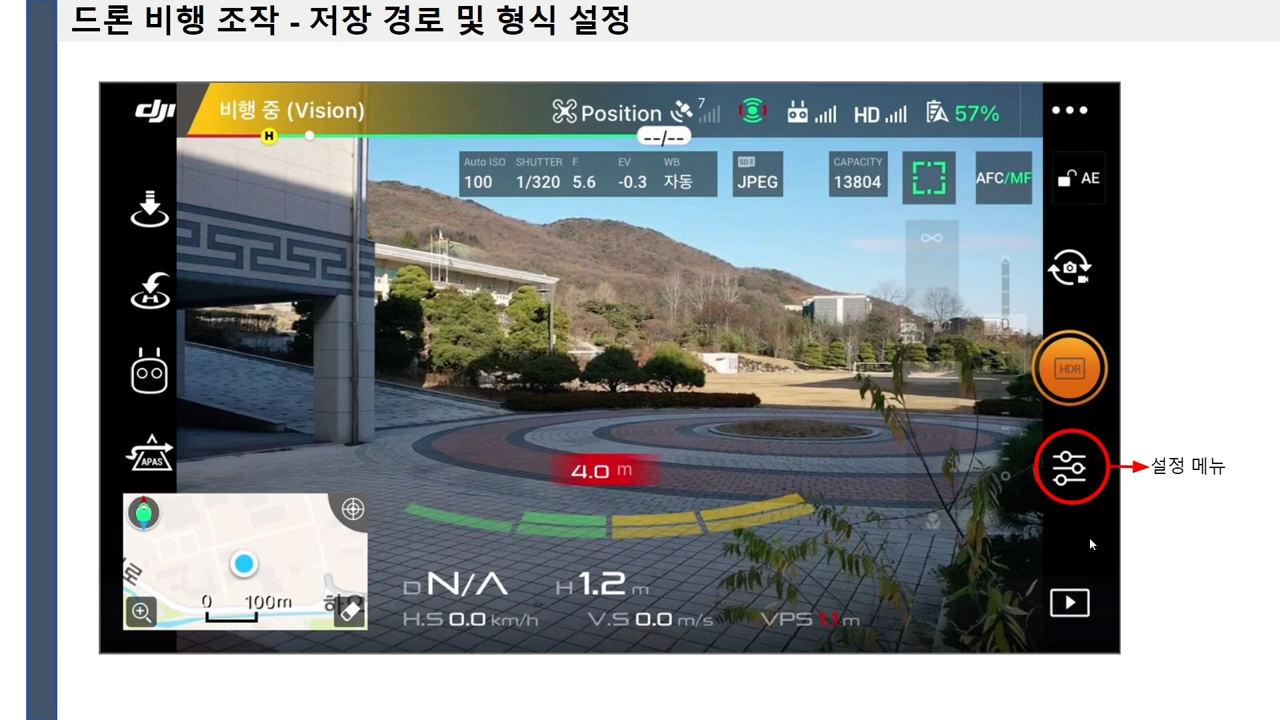 드론 비행 조작 - 저장 경로 및 형식 설정
dji 비행 중 (Vision) Position 7 HD 57%
H --/--
Auto ISO SHUTTER F EV WB CAPACITY
100 1/320 5.6 -0.3 자동 JPEG 13804 AFC/MF AE
HDR
설정 메뉴
4.0 m
APAS
D N/A H 1.2 m
0 100m
H.S 0.0 km/h V.S 0.0 m/s VPS 1.1 m